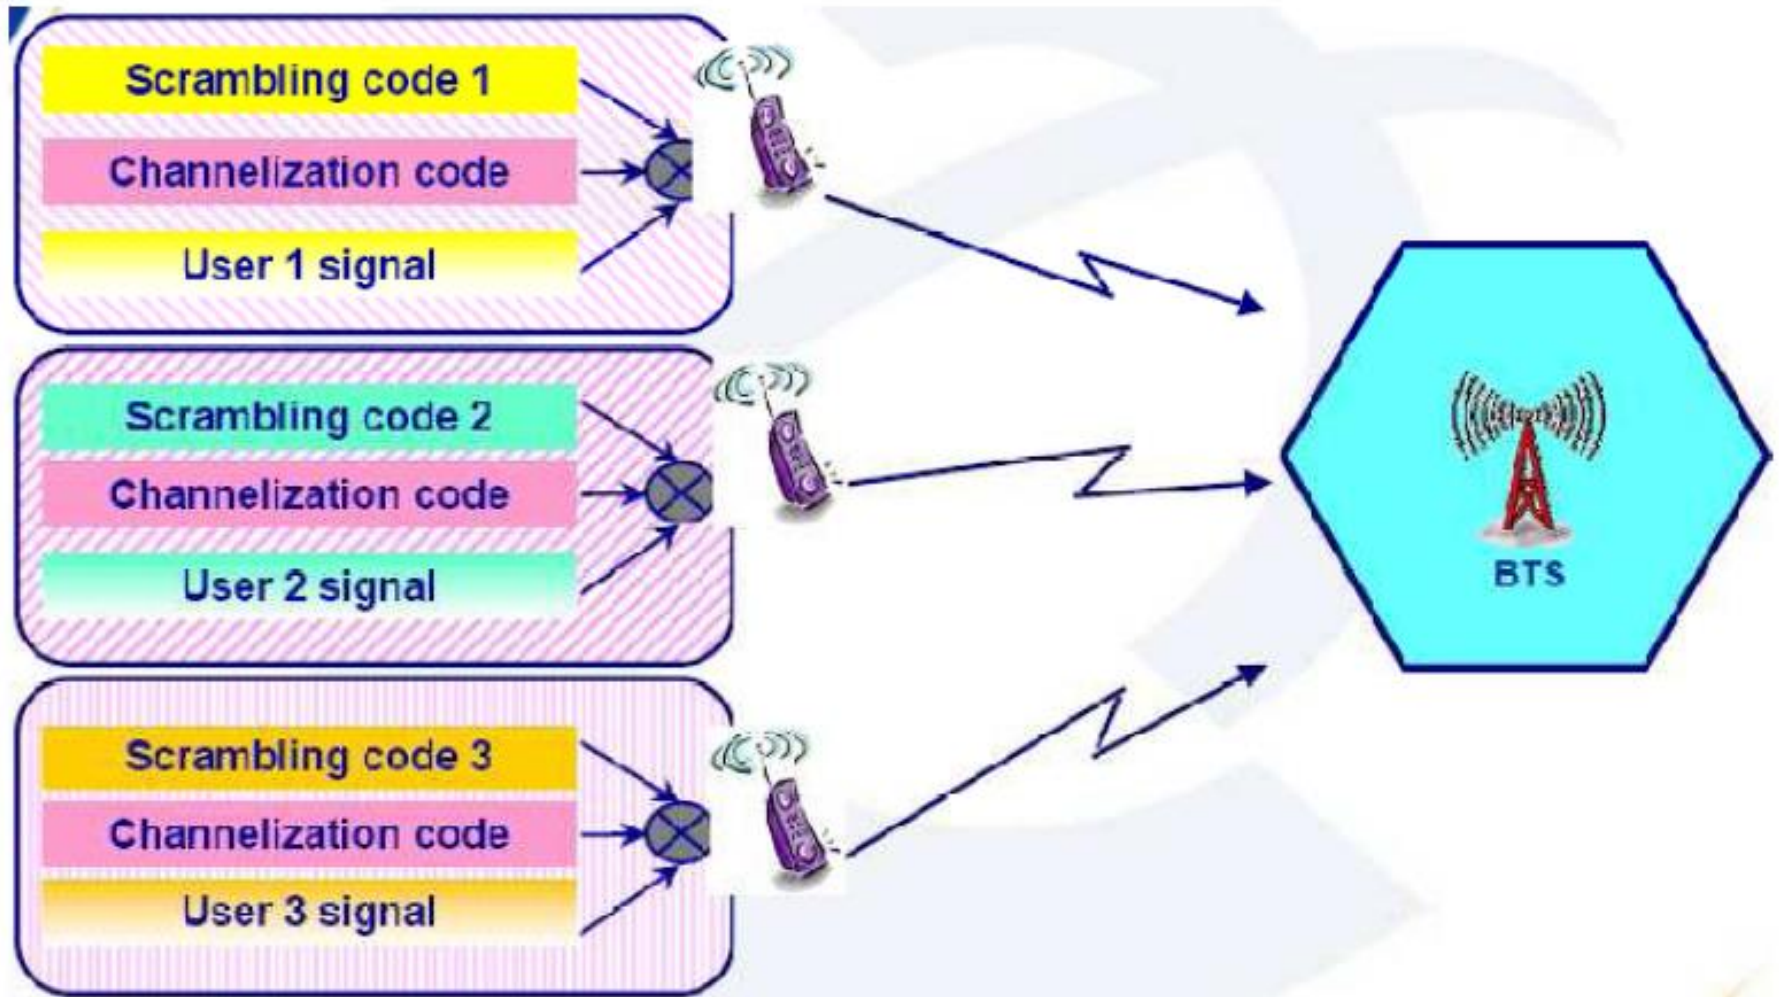 Scrambling code 1
Channelization code
User 1 signal
Scrambling code 2
Channelization code
User 2 signal
Scrambling code 3
Channelization code
User 3 signal
BTS